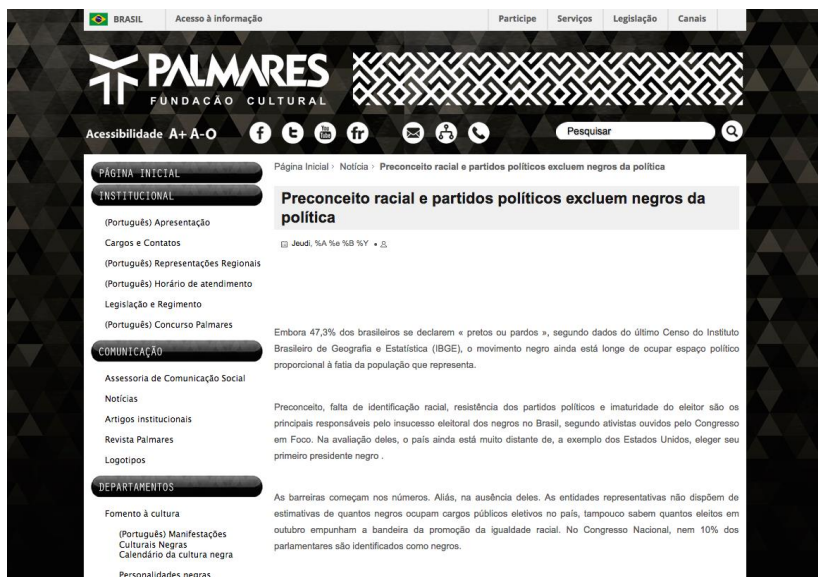 BRASIL Acesso à informação Participe Serviços Legislação Canais
PALMARES
FUNDAÇÃO CULTURAL
Acessibilidade A+ A- O f t You Tube fr Pesquisar
PÁGINA INICIAL
INSTITUCIONAL
(Português) Apresentação
Cargos e Contatos
(Português) Representações Regionais
(Português) Horário de atendimento
Legislação e Regimento
(Português) Concurso Palmares
COMUNICAÇÃO
Assessoria de Comunicação Social
Notícias
Artigos institucionais
Revista Palmares
Logotipos
DEPARTAMENTOS
Fomento à cultura
(Português) Manifestações
Culturais Negras
Calendário da cultura negra
Personalidades negras
Página Inicial › Notícia › Preconceito racial e partidos políticos excluem negros da política
Preconceito racial e partidos políticos excluem negros da
política
Jeudi, %A %e %B %Y •
Embora 47,3% dos brasileiros se declarem « pretos ou pardos », segundo dados do último Censo do Instituto
Brasileiro de Geografia e Estatística (IBGE), o movimento negro ainda está longe de ocupar espaço político
proporcional à fatia da população que representa.
Preconceito, falta de identificação racial, resistência dos partidos políticos e imaturidade do eleitor são os
principais responsáveis pelo insucesso eleitoral dos negros no Brasil, segundo ativistas ouvidos pelo Congresso
em Foco. Na avaliação deles, o país ainda está muito distante de, a exemplo dos Estados Unidos, eleger seu
primeiro presidente negro .
As barreiras começam nos números. Aliás, na ausência deles. As entidades representativas não dispõem de
estimativas de quantos negros ocupam cargos públicos eletivos no país, tampouco sabem quantos eleitos em
outubro empunham a bandeira da promoção da igualdade racial. No Congresso Nacional, nem 10% dos
parlamentares são identificados como negros.